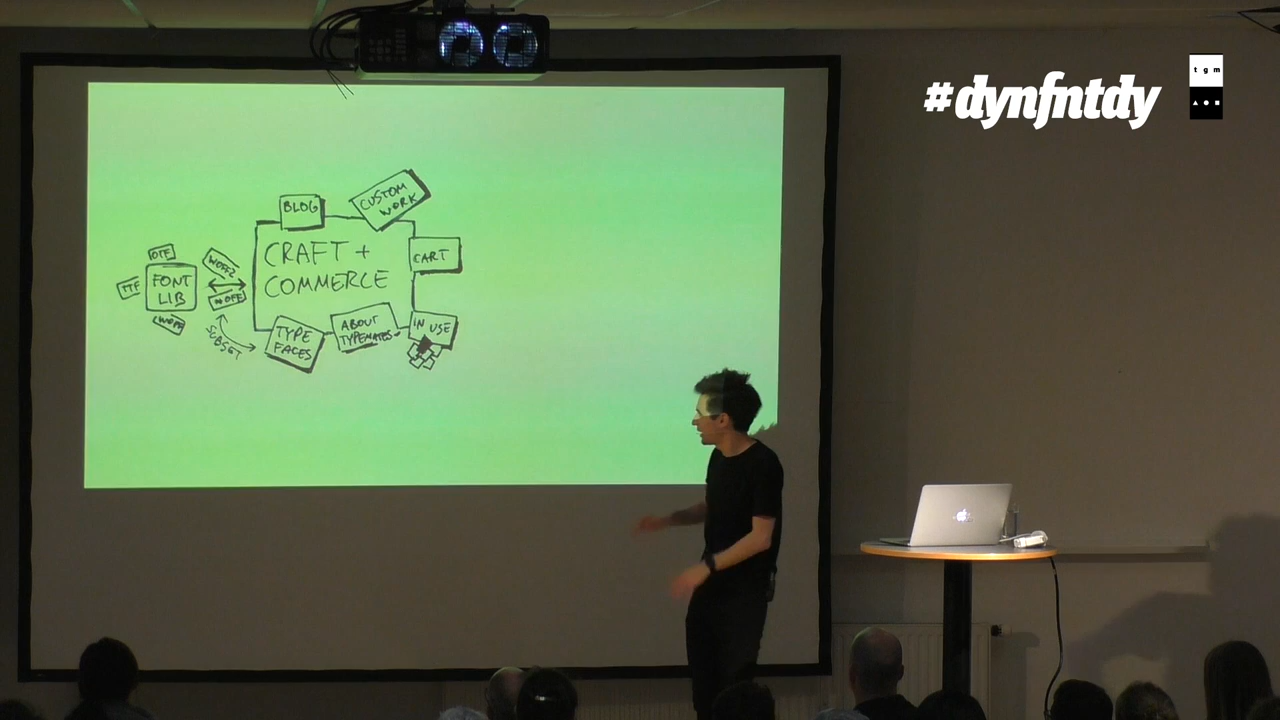 #dynfntdy
tgm
BLOG
CUSTOM
WORK
CRAFT +
COMMERCE
CART
OTF
TTF
FONT
LIB
WOFF2
WOFF
SUBSET
TYPE
FACES
ABOUT
TYPEMATES
IN USE